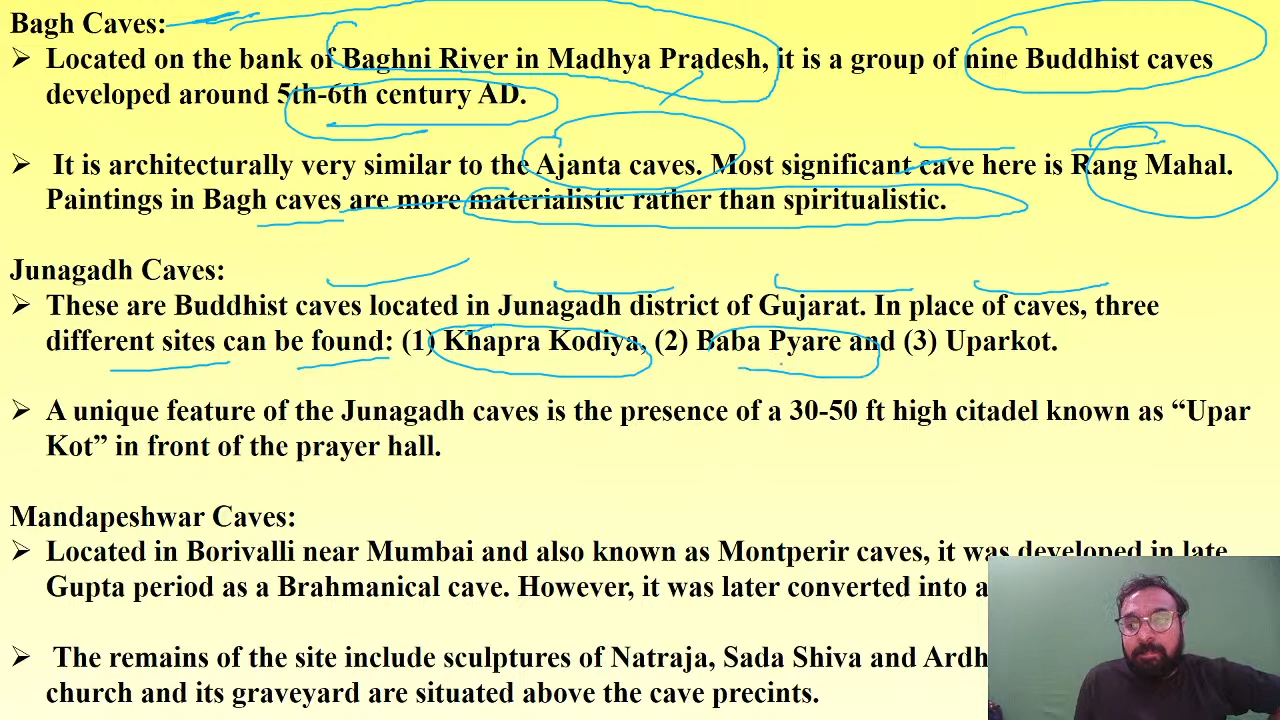 Bagh Caves:
➢ Located on the bank of Baghni River in Madhya Pradesh, it is a group of nine Buddhist caves
developed around 5th-6th century AD.
➢ It is architecturally very similar to the Ajanta caves. Most significant cave here is Rang Mahal.
Paintings in Bagh caves are more materialistic rather than spiritualistic.
Junagadh Caves:
➢ These are Buddhist caves located in Junagadh district of Gujarat. In place of caves, three
different sites can be found: (1) Khapra Kodiya, (2) Baba Pyare and (3) Uparkot.
➢ A unique feature of the Junagadh caves is the presence of a 30-50 ft high citadel known as “Upar
Kot” in front of the prayer hall.
Mandapeshwar Caves:
➢ Located in Borivalli near Mumbai and also known as Montperir caves, it was developed in late
Gupta period as a Brahmanical cave. However, it was later converted into a
➢ The remains of the site include sculptures of Natraja, Sada Shiva and
church and its graveyard are situated above the cave precints.